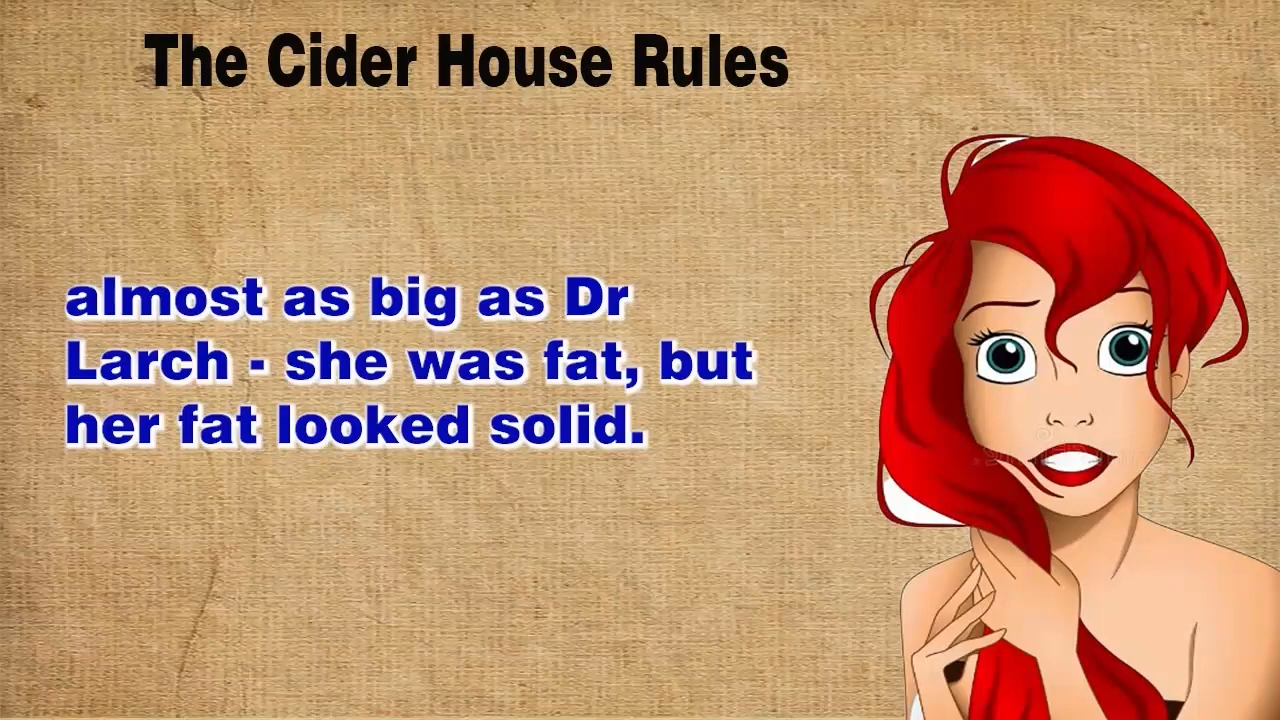 The Cider House Rules
almost as big as Dr
Larch - she was fat, but
her fat looked solid.